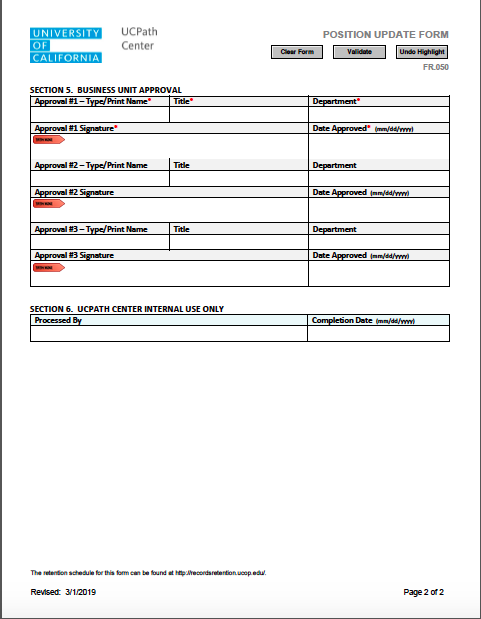 UNIVERSITY
OF
CALIFORNIA
UCPath
Center
POSITION UPDATE FORM
Clear Form Validate Undo Highlight
FR.050
SECTION 5. BUSINESS UNIT APPROVAL
Approval #1 – Type/Print Name* Title* Department*
Approval #1 Signature* Date Approved* (mm/dd/yyyy)
Approval #2 – Type/Print Name Title Department
Approval #2 Signature Date Approved (mm/dd/yyyy)
Approval #3 – Type/Print Name Title Department
Approval #3 Signature Date Approved (mm/dd/yyyy)
SECTION 6. UCPATH CENTER INTERNAL USE ONLY
Processed By Completion Date (mm/dd/yyyy)
The retention schedule for this form can be found at http://recordsretention.ucop.edu/.
Revised: 3/1/2019 Page 2 of 2